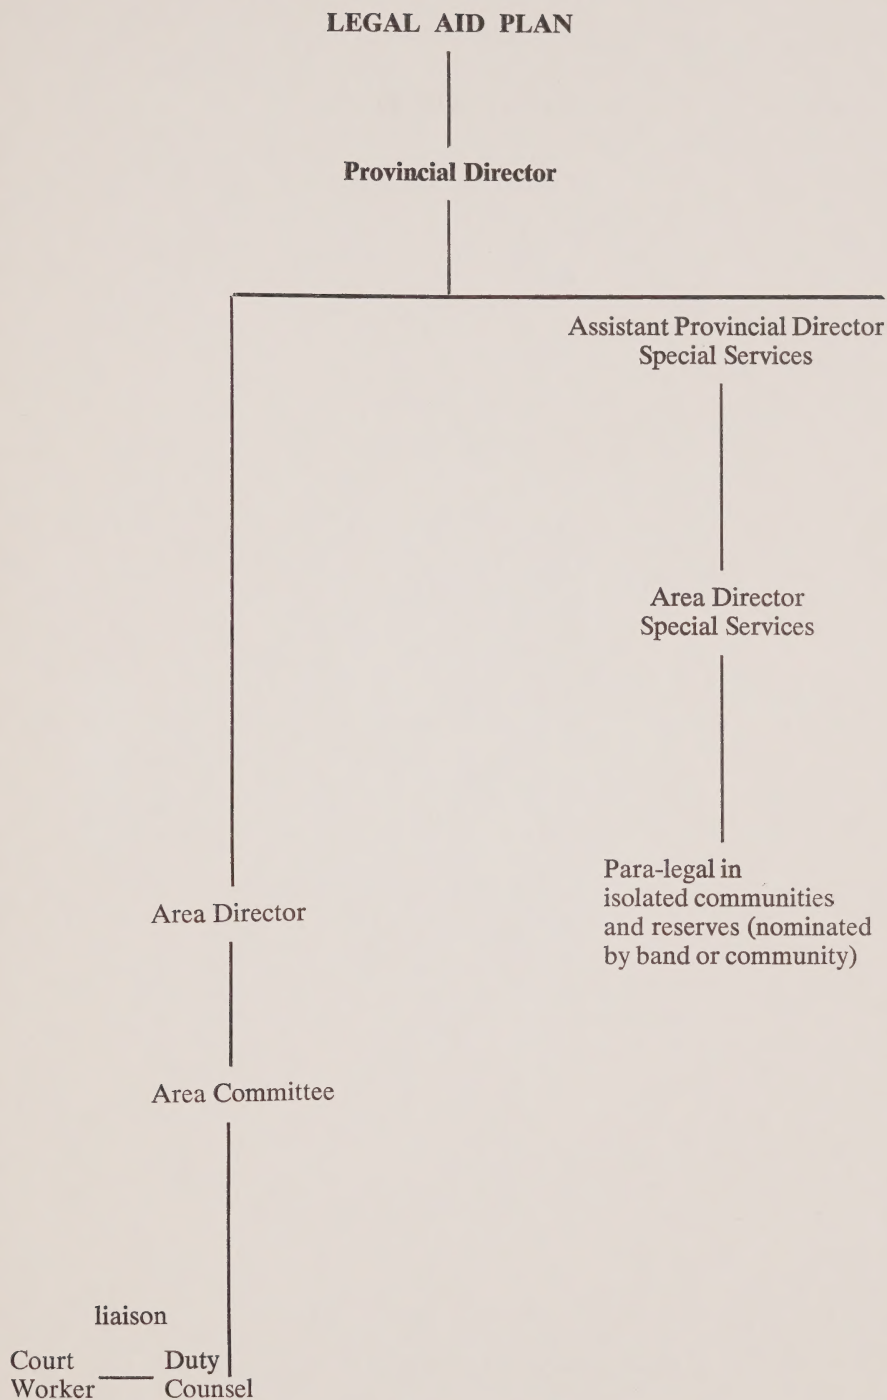 LEGAL AID PLAN
Provincial Director
Assistant Provincial Director
Special Services
Area Director
Special Services
Para-legal in
isolated communities
and reserves (nominated
by band or community)
Area Director
Area Committee
liaison
Court Duty
Worker Counsel